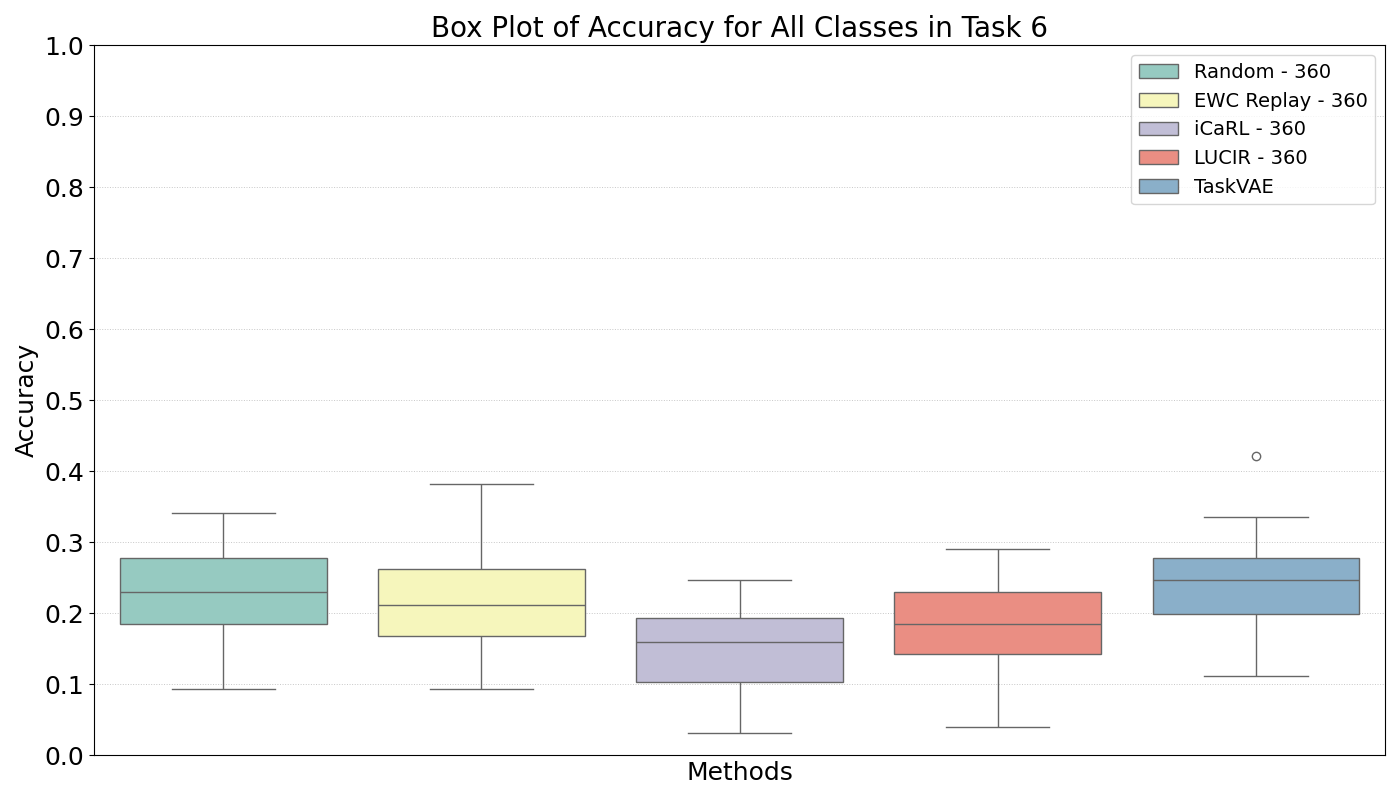 Box Plot of Accuracy for All Classes in Task 6
1.0
0.9
0.8
0.7
0.6
0.5
0.4
0.3
0.2
0.1
0.0
Accuracy
Methods
Random - 360
EWC Replay - 360
iCaRL - 360
LUCIR - 360
TaskVAE